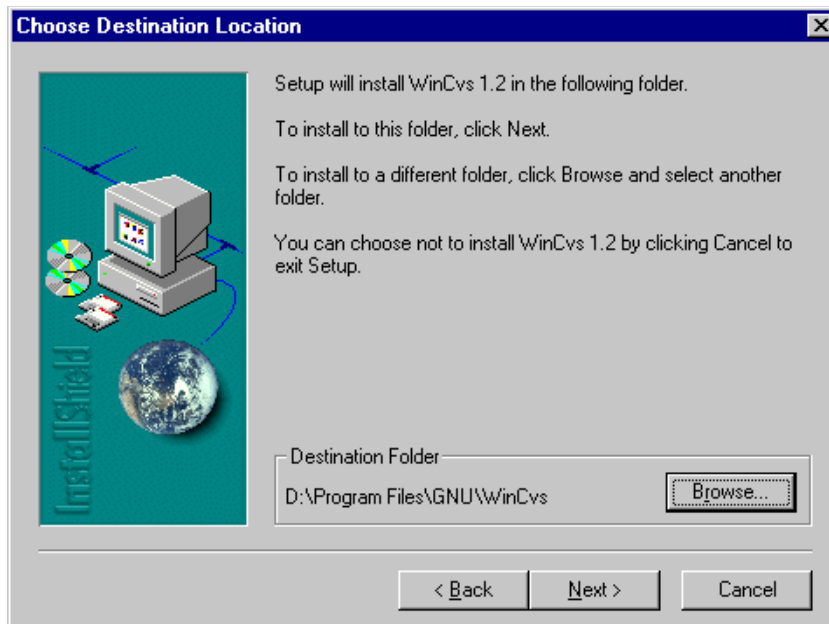 Choose Destination Location
Setup will install WinCvs 1.2 in the following folder.
To install to this folder, click Next.
To install to a different folder, click Browse and select another
folder.
You can choose not to install WinCvs 1.2 by clicking Cancel to
exit Setup.
InstallShield
Destination Folder
D:\Program Files\GNU\WinCvs
Browse...
< Back
Next >
Cancel